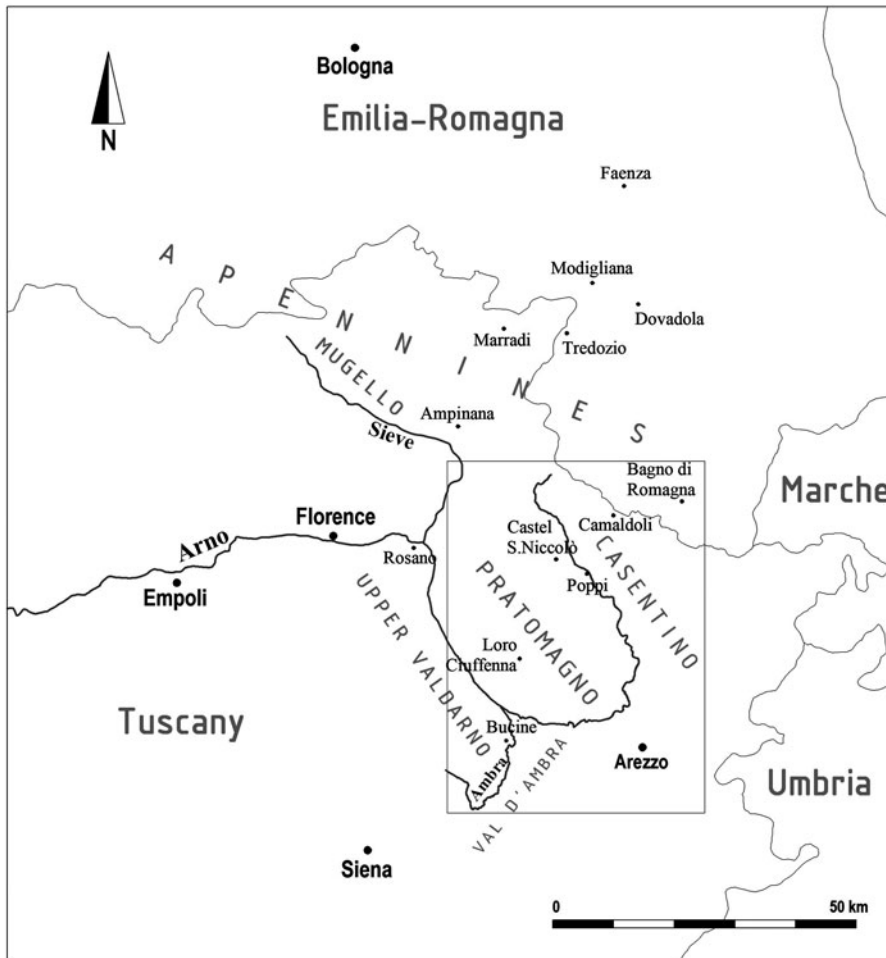 Bologna
Emilia-Romagna
N
Faenza
APENNINES
Modigliana
Dovadola
Marradi
Tredozio
MUGELLO
Ampinana
Sieve
Bagno di
Romagna
Marche
Florence
Arno
Castel
S.Niccolò
Camaldoli
Rosano
CASENTINO
Empoli
Poppi
PRATOMAGNO
UPPER VALDARNO
Loro
Ciuffenna
Tuscany
Bucine
Arezzo
Ambra
VAL D'AMBRA
Umbria
Siena
0 50 km